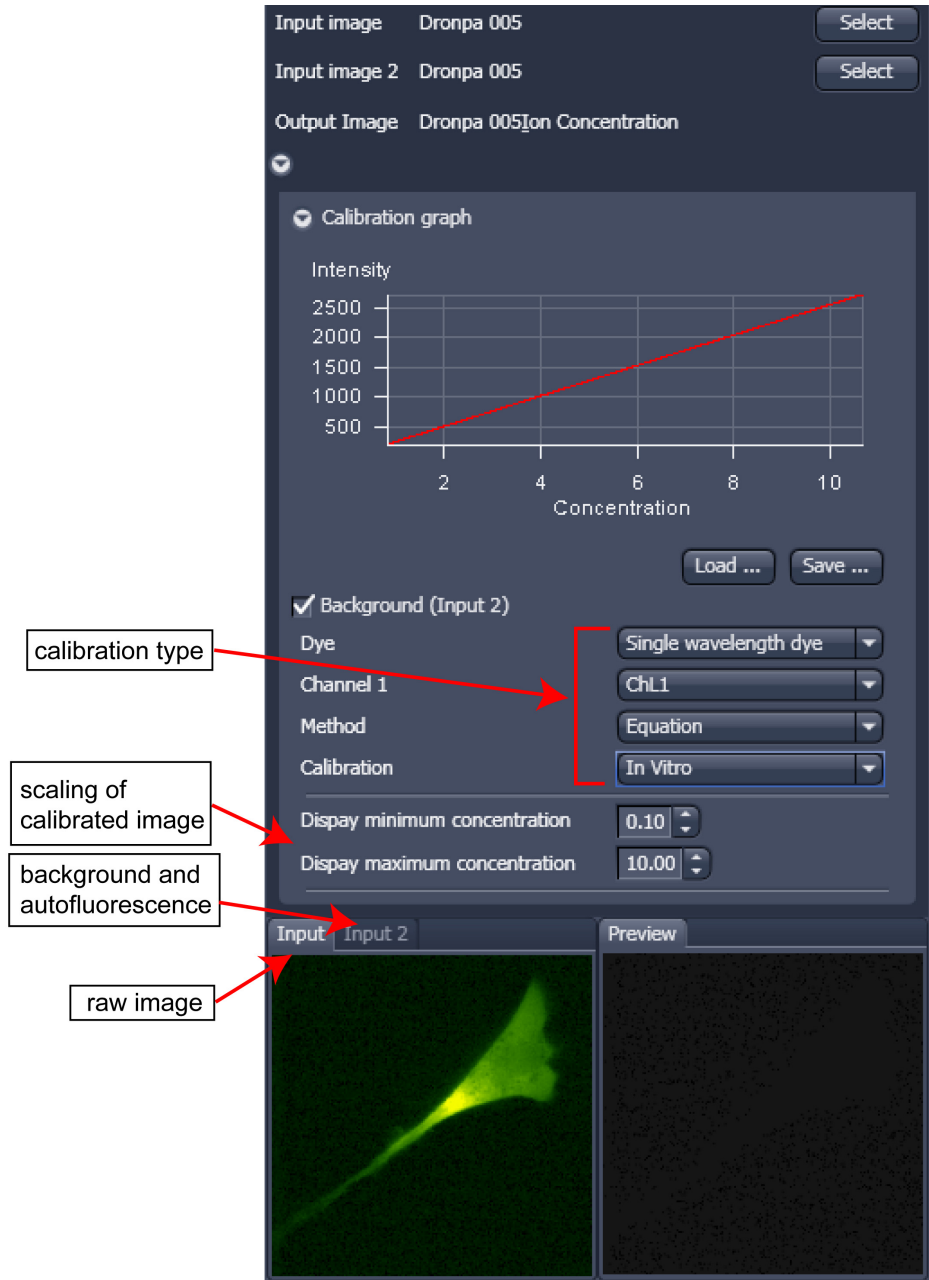 Input image Dronpa 005 Select
Input image 2 Dronpa 005 Select
Output Image Dronpa 005Ion Concentration
Calibration graph
Intensity
2500
2000
1500
1000
500
2 4 6 8 10
Concentration
Load ... Save ...
Background (Input 2)
calibration type
Dye Single wavelength dye
Channel 1 ChL1
Method Equation
Calibration In Vitro
scaling of
calibrated image
Dispay minimum concentration 0.10
Dispay maximum concentration 10.00
background and
autofluorescence
Input Input 2 Preview
raw image